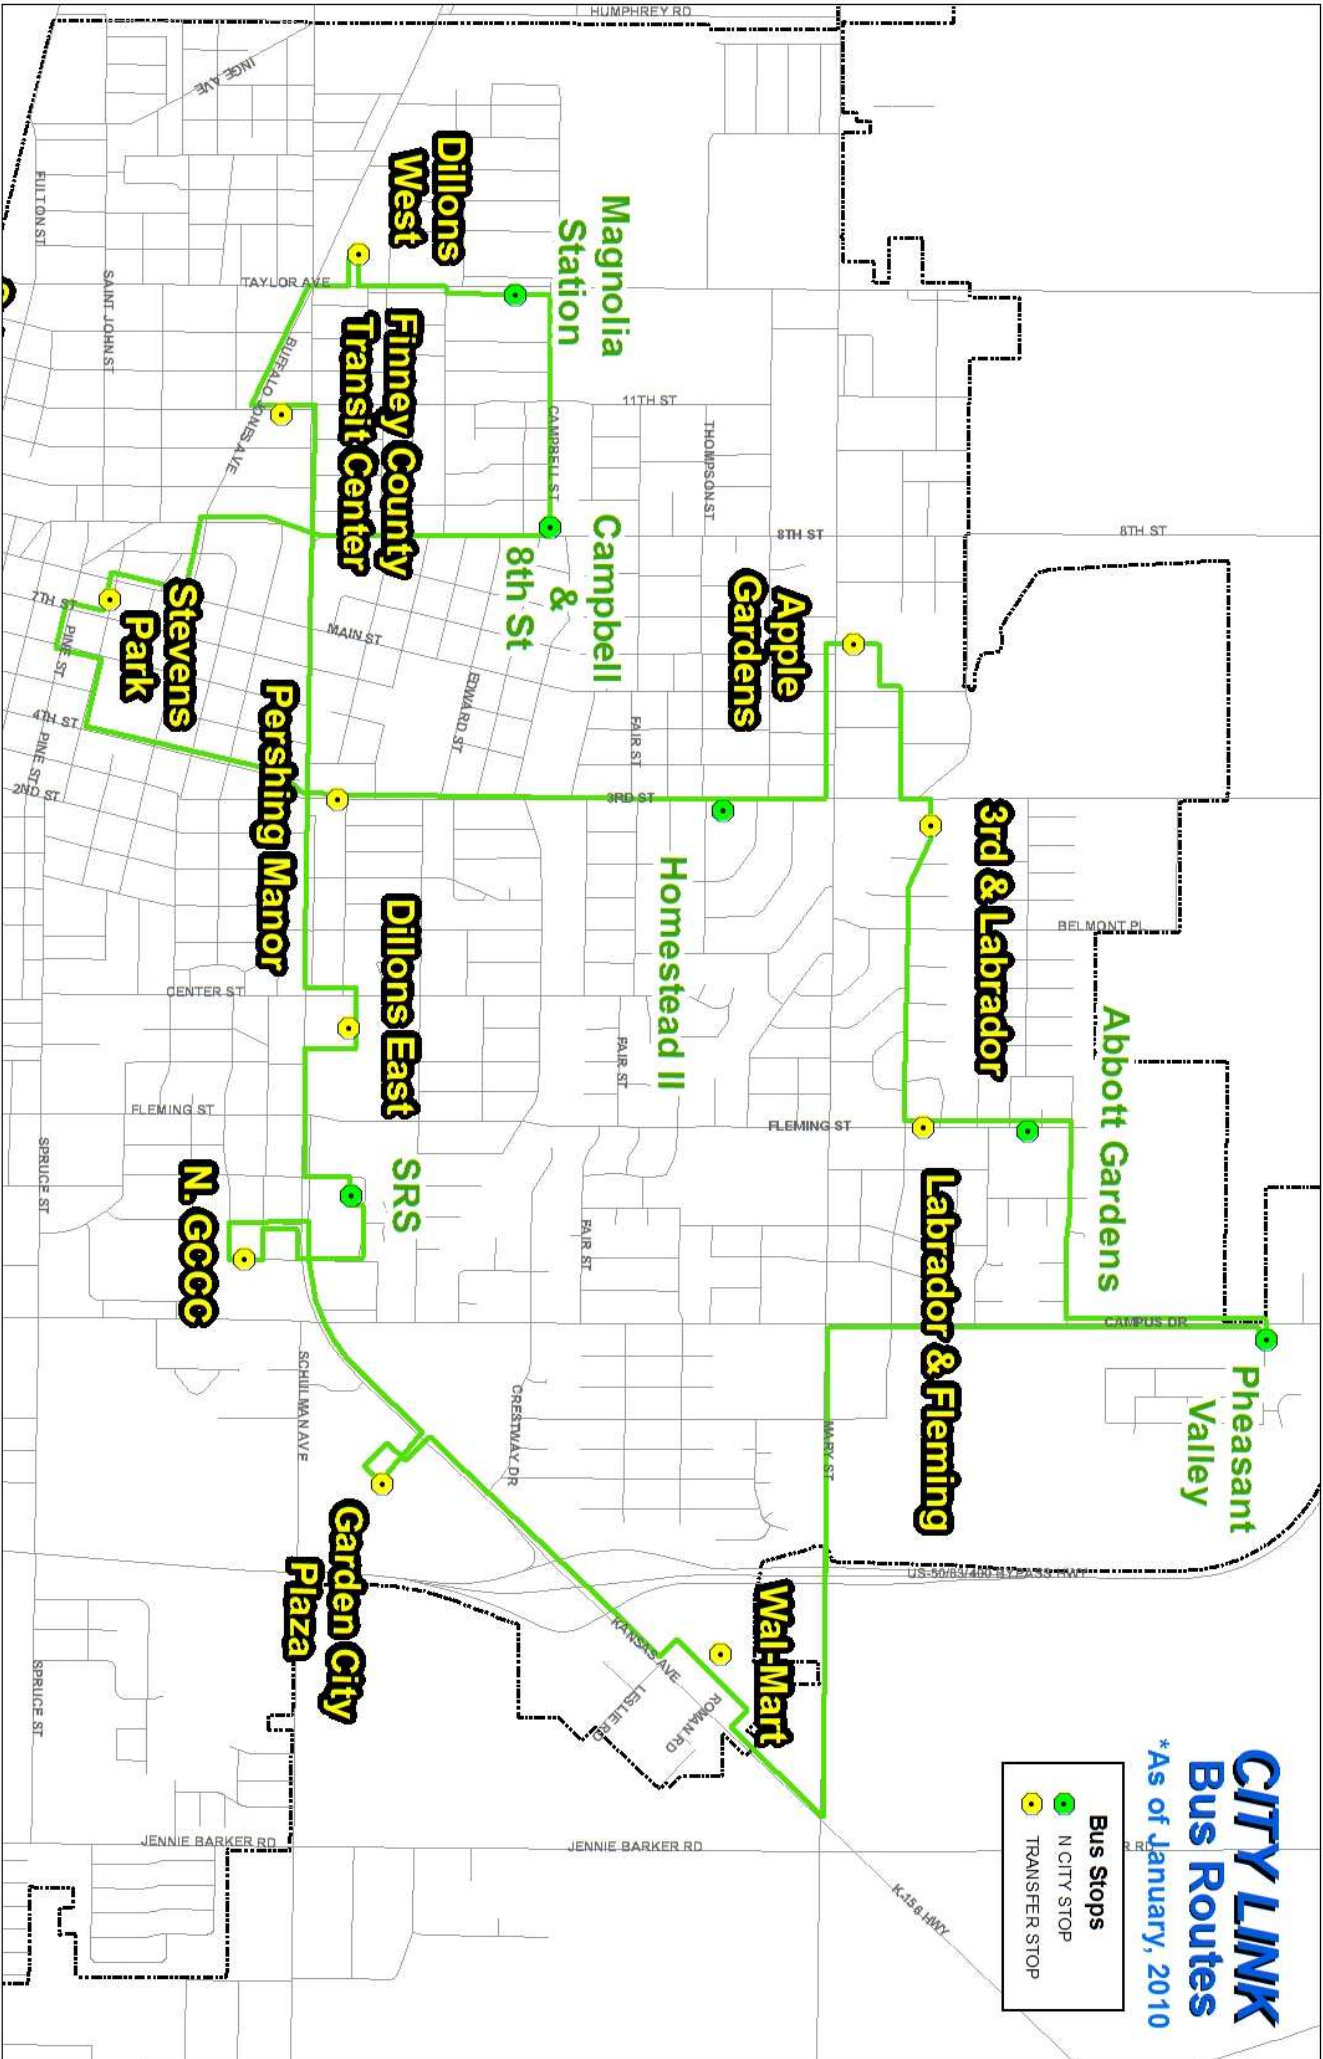 CITY LINK
Bus Routes
*As of January, 2010
Bus Stops
N CITY STOP
TRANSFER STOP
R RD
Pheasant
Valley
Abbott Gardens
3rd & Labrador
Labrador & Fleming
Apple
Gardens
Homestead II
Wal-Mart
Magnolia
Station
Campbell
&
8th St
Dillons
West
Finney County
Transit Center
Dillons East
SRS
Pershing Manor
Stevens
Park
N. GCCC
Garden City
Plaza
HUMPHREY RD
INGE AVE
FULTON ST
SAINT JOHN ST
TAYLOR AVE
BUFFALO JONES AVE
BUFFALO JONES AVE
11TH ST
CAMPBELL ST
THOMPSON ST
8TH ST
8TH ST
7TH ST
PINE ST
4TH ST
PINE ST
2ND ST
MAIN ST
EDWARD ST
FAIR ST
3RD ST
BELMONT PL
CENTER ST
FAIR ST
FLEMING ST
FLEMING ST
SPRUCE ST
FAIR ST
CAMPUS DR
SCHULMAN AVE
CRESTWAY DR
MARY ST
US-50/83/400 BYPASS HWY
KANSAS AVE
LESLIE RD
ROMAN RD
SPRUCE ST
JENNIE BARKER RD
JENNIE BARKER RD
K-156 HWY